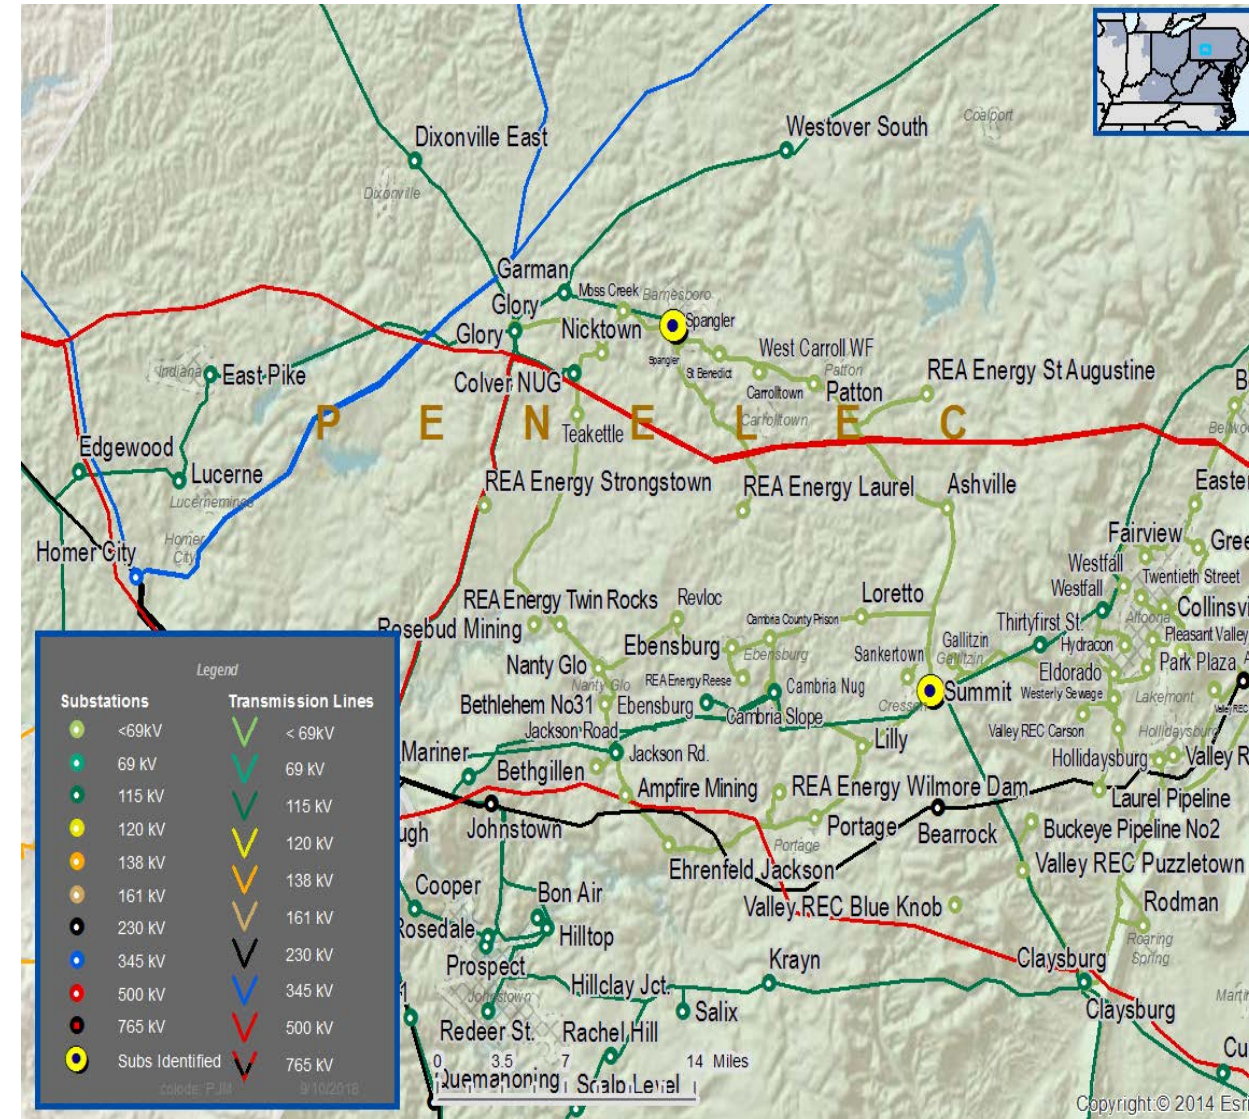 Coalport
Westover South
Dixonville East
Dixonville
Garman
Moss Creek
Barnesboro
Glory
Glory
Nicktown
Spangler
Spangler
West Carroll WF
St Benedict
Patton
REA Energy St Augustine
Indiana
East Pike
Colver NUG
Carrolltown
Patton
P E N E L E C
Carrolltown
Teakettle
Edgewood
Lucerne
REA Energy Strongstown
REA Energy Laurel
Ashville
Homer City
Homer City
Fairview
Westfall
Westfall
Twentieth Street
REA Energy Twin Rocks
Revloc
Loretto
Rosebud Mining
Cambria County Prison
Thirtyfirst St.
Altoona
Hydracon
Pleasant Valley
Ebensburg
Ebensburg
Gallitzin
Gallitzin
Sankertown
Nanty Glo
Nanty Glo
REA Energy Reese
Cambria Nug
Summit
Eldorado
Park Plaza
Westerly Sewage
Lakemont
Bethlehem No31
Ebensburg
Cambria Slope
Cresson
Valley REC Carson
Hollidaysburg
Jackson Road
Mariner
Jackson Rd.
Lilly
Hollidaysburg
Bethgillen
Ampfire Mining
REA Energy Wilmore Dam
Laurel Pipeline
Johnstown
Portage
Bearrock
Buckeye Pipeline No2
Portage
Ehrenfeld Jackson
Valley REC Puzzletown
Cooper
Bon Air
Valley REC Blue Knob
Rodman
Rosedale
Hilltop
Roaring Spring
Prospect
Krayn
Claysburg
Johnstown
Hillclay Jct.
Salix
Claysburg
Redeer St.
Rachel Hill
0 3.5 7 14 Miles
Quemahoning
Scalp Level
Copyright:© 2014 Esri
Legend
Substations
<69kV
69 kV
115 kV
120 kV
138 kV
161 kV
230 kV
345 kV
500 kV
765 kV
Subs Identified
Transmission Lines
< 69kV
69 kV
115 kV
120 kV
138 kV
161 kV
230 kV
345 kV
500 kV
765 kV
9/10/2018